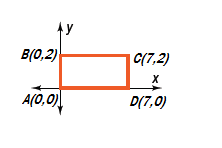 y
B(0,2)
C(7,2)
x
A(0,0)
D(7,0)